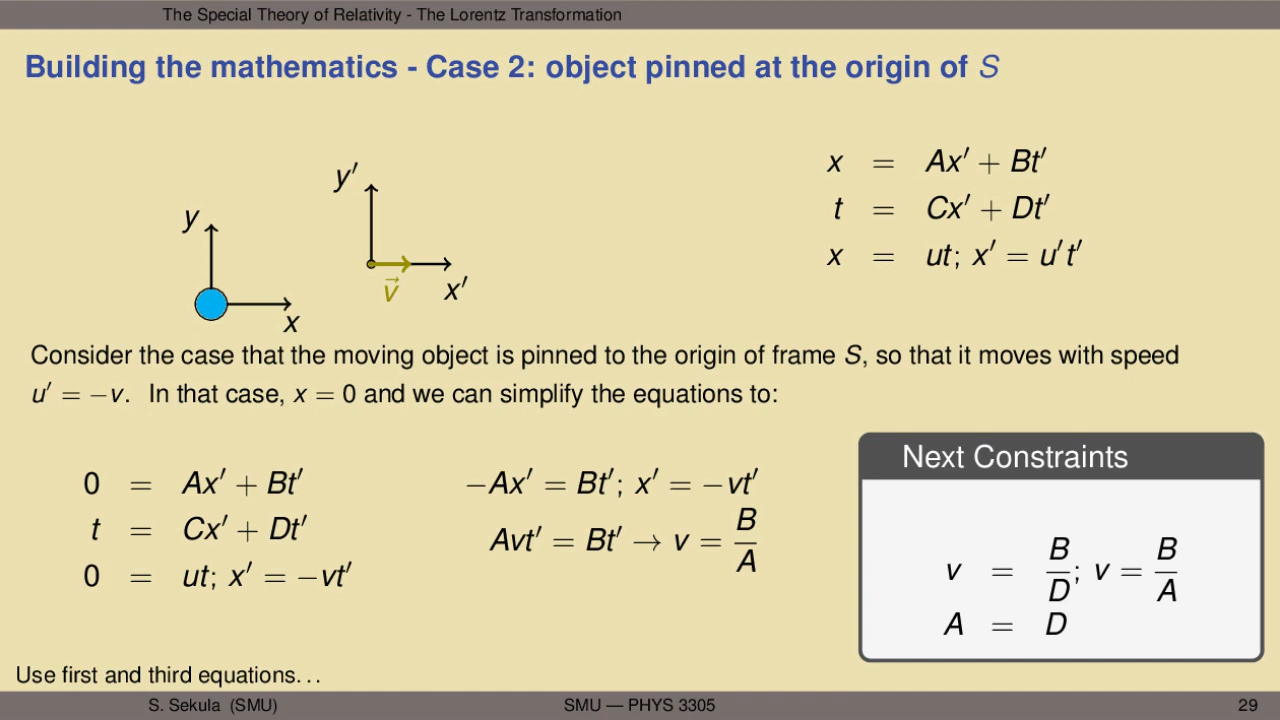 The Special Theory of Relativity - The Lorentz Transformation
Building the mathematics - Case 2: object pinned at the origin of S
y
x
y′
x′
v⃗
x = Ax′ + Bt′
t = Cx′ + Dt′
x = ut; x′ = u′t′
Consider the case that the moving object is pinned to the origin of frame S, so that it moves with speed
u′ = −v. In that case, x = 0 and we can simplify the equations to:
0 = Ax′ + Bt′
t = Cx′ + Dt′
0 = ut; x′ = −vt′
−Ax′ = Bt′; x′ = −vt′
Avt′ = Bt′ → v = B/A
Next Constraints
v = B/D; v = B/A
A = D
Use first and third equations...
S. Sekula (SMU) SMU — PHYS 3305 29